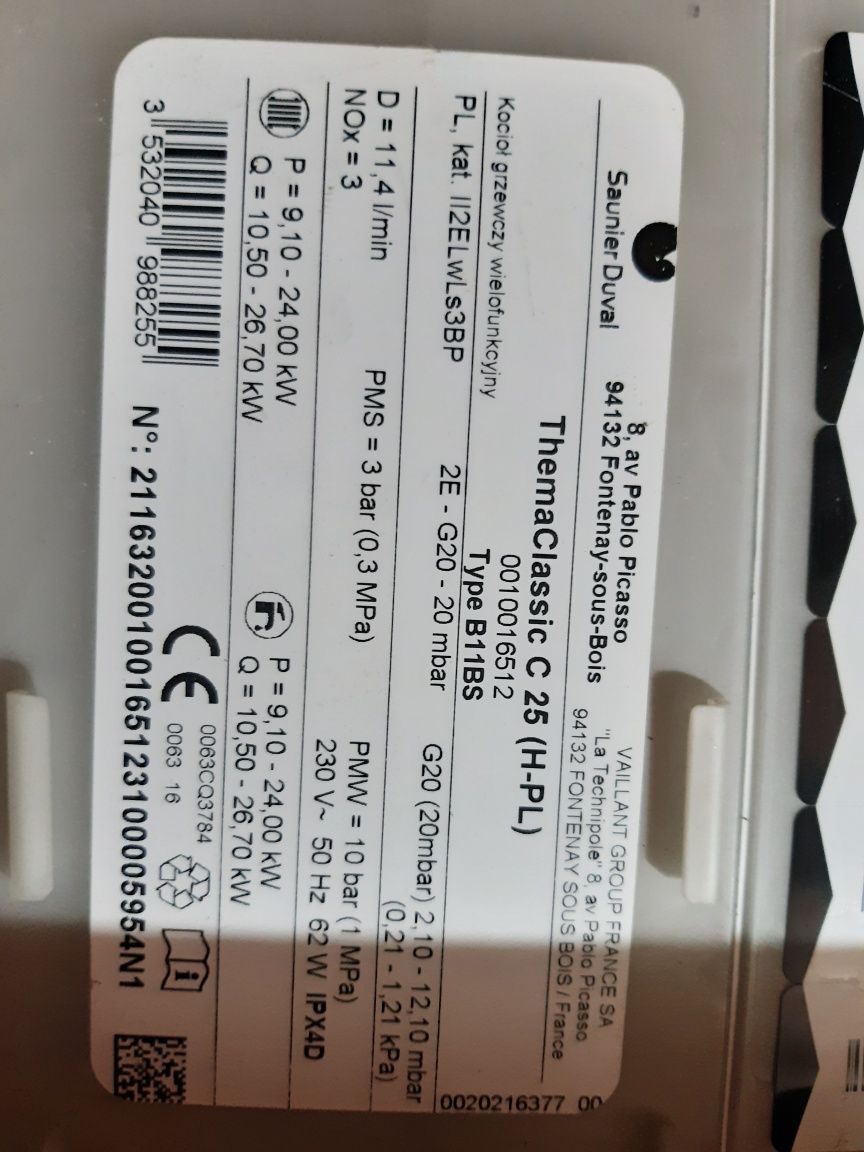 Saunier Duval
8, av Pablo Picasso
94132 Fontenay-sous-Bois
VAILLANT GROUP FRANCE SA
"La Technipole" 8, av Pablo Picasso
94132 FONTENAY SOUS BOIS / France
ThemaClassic C 25 (H-PL)
0010016512
Kocioł grzewczy wielofunkcyjny
Type B11BS
PL, kat. II2ELwLs3BP
2E - G20 - 20 mbar
G20 (20mbar) 2,10 - 12,10 mbar
(0,21 - 1,21 kPa)
D = 11,4 l/min
PMS = 3 bar (0,3 MPa)
PMW = 10 bar (1 MPa)
NOx = 3
230 V~ 50 Hz 62 W IPX4D
P = 9,10 - 24,00 kW
Q = 10,50 - 26,70 kW
P = 9,10 - 24,00 kW
Q = 10,50 - 26,70 kW
CE
0063CQ3784
0063 16
3 532040 988255
N°: 21163200100165123100005954N1
0020216377 00